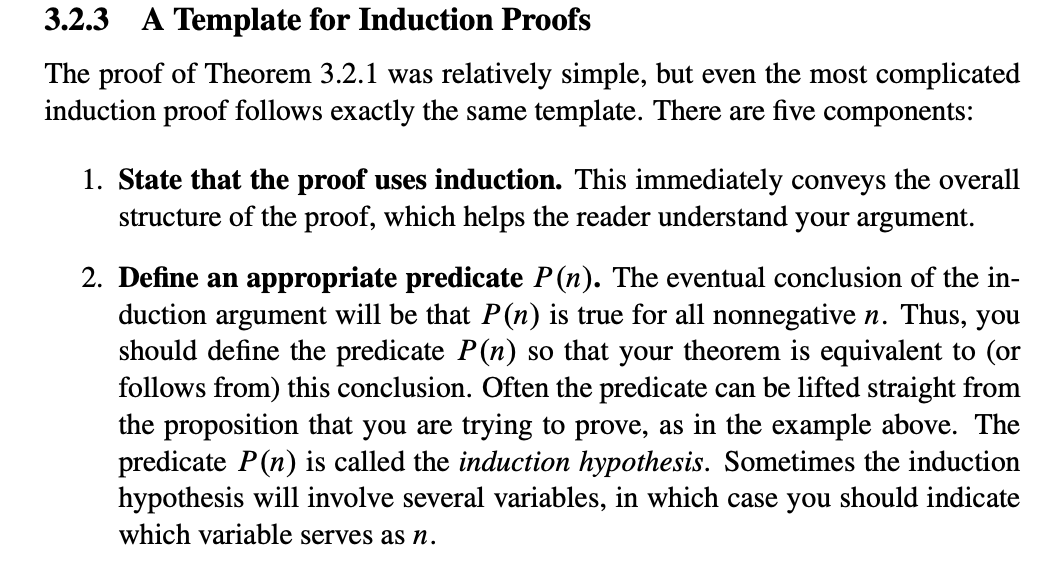 3.2.3 A Template for Induction Proofs
The proof of Theorem 3.2.1 was relatively simple, but even the most complicated
induction proof follows exactly the same template. There are five components:
1. State that the proof uses induction. This immediately conveys the overall
structure of the proof, which helps the reader understand your argument.
2. Define an appropriate predicate P(n). The eventual conclusion of the in-
duction argument will be that P(n) is true for all nonnegative n. Thus, you
should define the predicate P(n) so that your theorem is equivalent to (or
follows from) this conclusion. Often the predicate can be lifted straight from
the proposition that you are trying to prove, as in the example above. The
predicate P(n) is called the induction hypothesis. Sometimes the induction
hypothesis will involve several variables, in which case you should indicate
which variable serves as n.